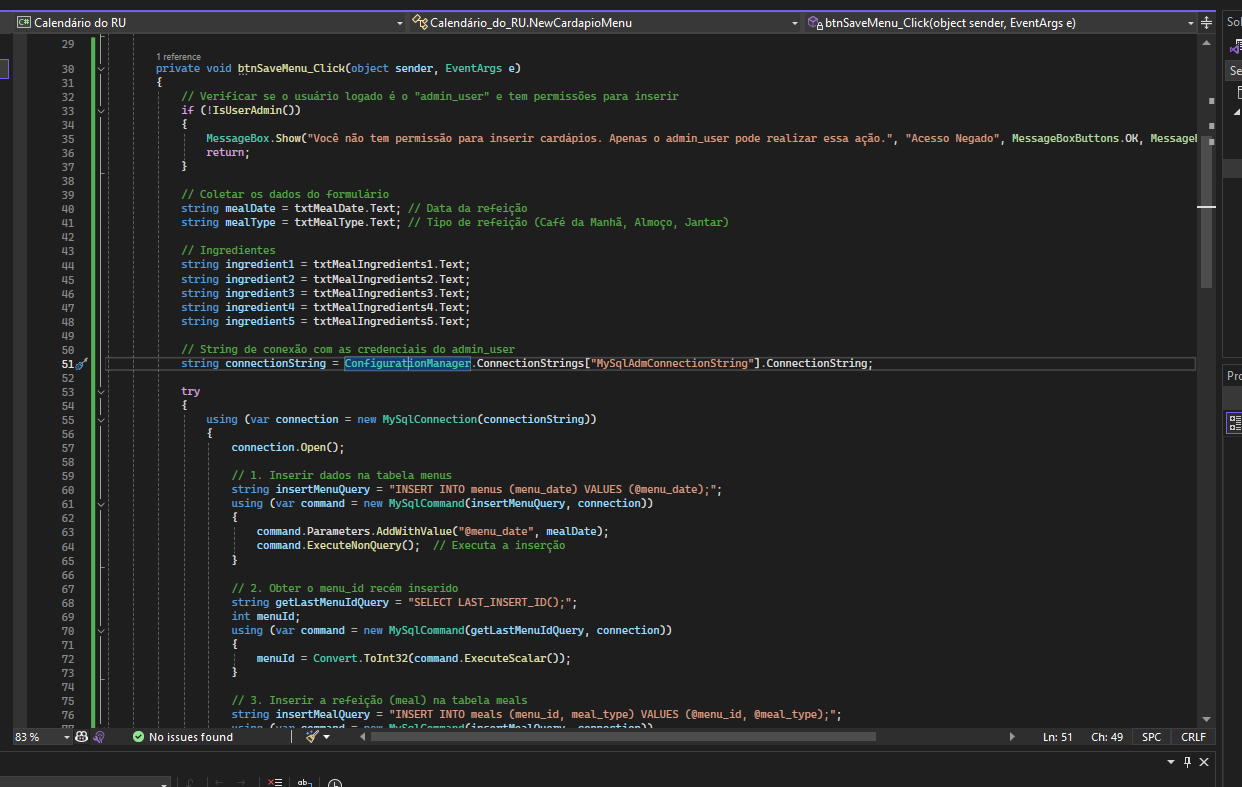 Calendário do RU
Calendário_do_RU.NewCardapioMenu
btnSaveMenu_Click(object sender, EventArgs e)
29
1 reference
30 private void btnSaveMenu_Click(object sender, EventArgs e)
31 {
32 // Verificar se o usuário logado é o "admin_user" e tem permissões para inserir
33 if (!IsUserAdmin())
34 {
35 MessageBox.Show("Você não tem permissão para inserir cardápios. Apenas o admin_user pode realizar essa ação.", "Acesso Negado", MessageBoxButtons.OK, MessageB
36 return;
37 }
38
39 // Coletar os dados do formulário
40 string mealDate = txtMealDate.Text; // Data da refeição
41 string mealType = txtMealType.Text; // Tipo de refeição (Café da Manhã, Almoço, Jantar)
42
43 // Ingredientes
44 string ingredient1 = txtMealIngredients1.Text;
45 string ingredient2 = txtMealIngredients2.Text;
46 string ingredient3 = txtMealIngredients3.Text;
47 string ingredient4 = txtMealIngredients4.Text;
48 string ingredient5 = txtMealIngredients5.Text;
49
50 // String de conexão com as credenciais do admin_user
51 string connectionString = ConfigurationManager.ConnectionStrings["MySqlAdmConnectionString"].ConnectionString;
52
53 try
54 {
55 using (var connection = new MySqlConnection(connectionString))
56 {
57 connection.Open();
58
59 // 1. Inserir dados na tabela menus
60 string insertMenuQuery = "INSERT INTO menus (menu_date) VALUES (@menu_date);";
61 using (var command = new MySqlCommand(insertMenuQuery, connection))
62 {
63 command.Parameters.AddWithValue("@menu_date", mealDate);
64 command.ExecuteNonQuery(); // Executa a inserção
65 }
66
67 // 2. Obter o menu_id recém inserido
68 string getLastMenuIdQuery = "SELECT LAST_INSERT_ID();";
69 int menuId;
70 using (var command = new MySqlCommand(getLastMenuIdQuery, connection))
71 {
72 menuId = Convert.ToInt32(command.ExecuteScalar());
73 }
74
75 // 3. Inserir a refeição (meal) na tabela meals
76 string insertMealQuery = "INSERT INTO meals (menu_id, meal_type) VALUES (@menu_id, @meal_type);";
77 using (var command = new MySqlCommand(insertMealQuery, connection))
83 %
No issues found
Ln: 51
Ch: 49
SPC
CRLF
Sol
Se
Pro